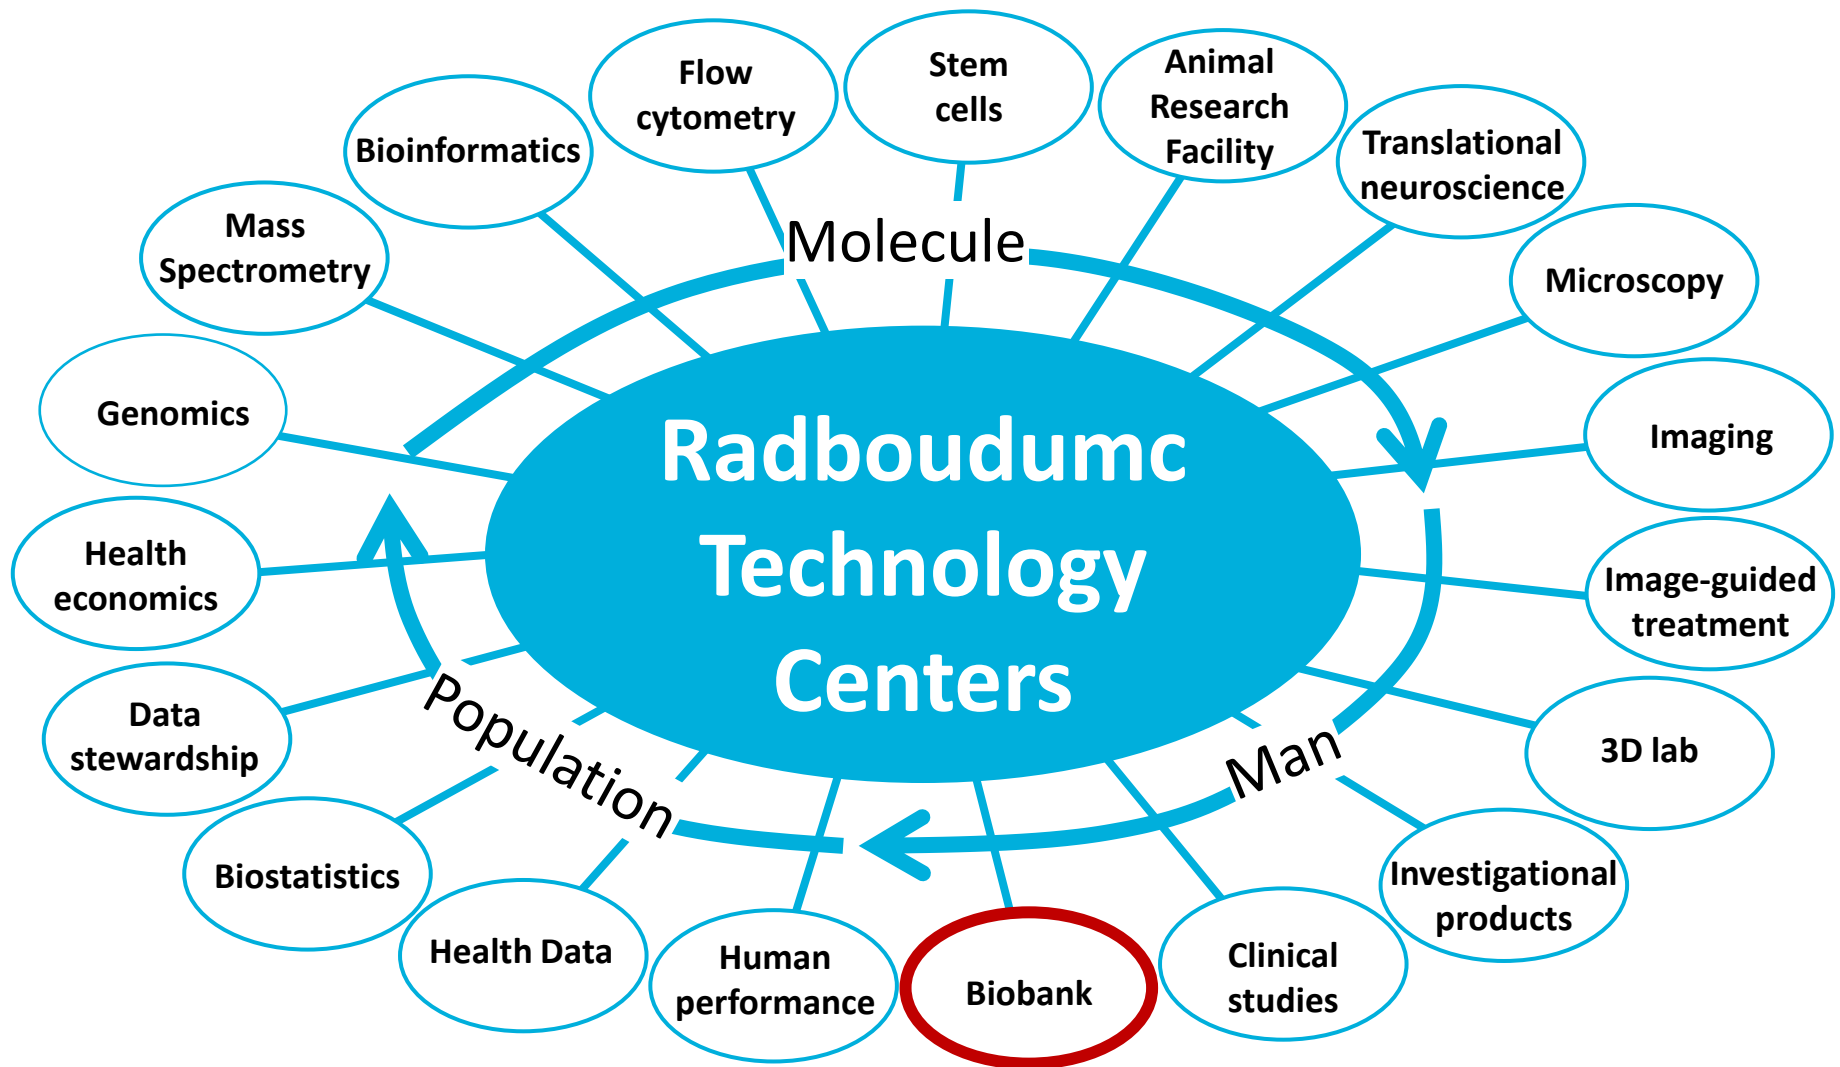 Flow
cytometry
Stem
cells
Animal
Research
Facility
Bioinformatics
Translational
neuroscience
Mass
Spectrometry
Molecule
Microscopy
Genomics
Imaging
Radboudumc
Technology
Centers
Health
economics
Image-guided
treatment
Data
stewardship
Population
Man
3D lab
Biostatistics
Investigational
products
Health Data
Human
performance
Biobank
Clinical
studies